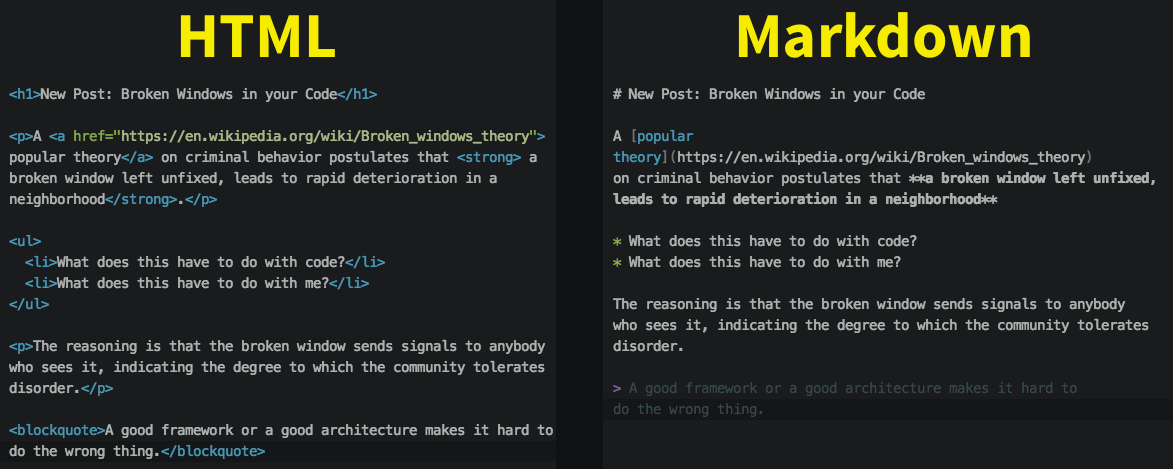 HTML
<h1>New Post: Broken Windows in your Code</h1>
<p>A <a href="https://en.wikipedia.org/wiki/Broken_windows_theory">
popular theory</a> on criminal behavior postulates that <strong> a
broken window left unfixed, leads to rapid deterioration in a
neighborhood</strong>.</p>
<ul>
<li>What does this have to do with code?</li>
<li>What does this have to do with me?</li>
</ul>
<p>The reasoning is that the broken window sends signals to anybody
who sees it, indicating the degree to which the community tolerates
disorder.</p>
<blockquote>A good framework or a good architecture makes it hard to
do the wrong thing.</blockquote>
Markdown
# New Post: Broken Windows in your Code
A [popular
theory](https://en.wikipedia.org/wiki/Broken_windows_theory)
on criminal behavior postulates that **a broken window left unfixed,
leads to rapid deterioration in a neighborhood**
* What does this have to do with code?
* What does this have to do with me?
The reasoning is that the broken window sends signals to anybody
who sees it, indicating the degree to which the community tolerates
disorder.
> A good framework or a good architecture makes it hard to
do the wrong thing.